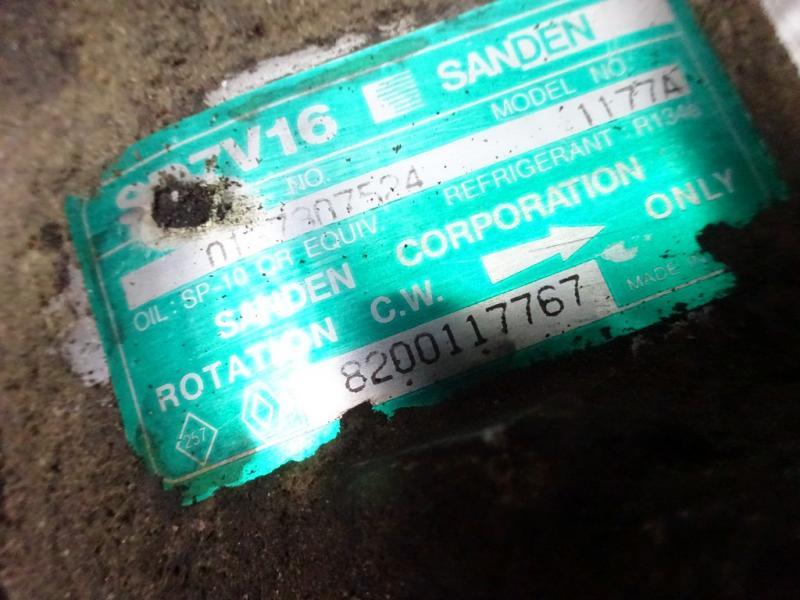 SD7V16 SANDEN
NO. MODEL NO.
1177A
OIL: SP-10 OR EQUIV. REFRIGERANT R134a
SANDEN CORPORATION
ROTATION C.W. ONLY
8200117767 MADE
257